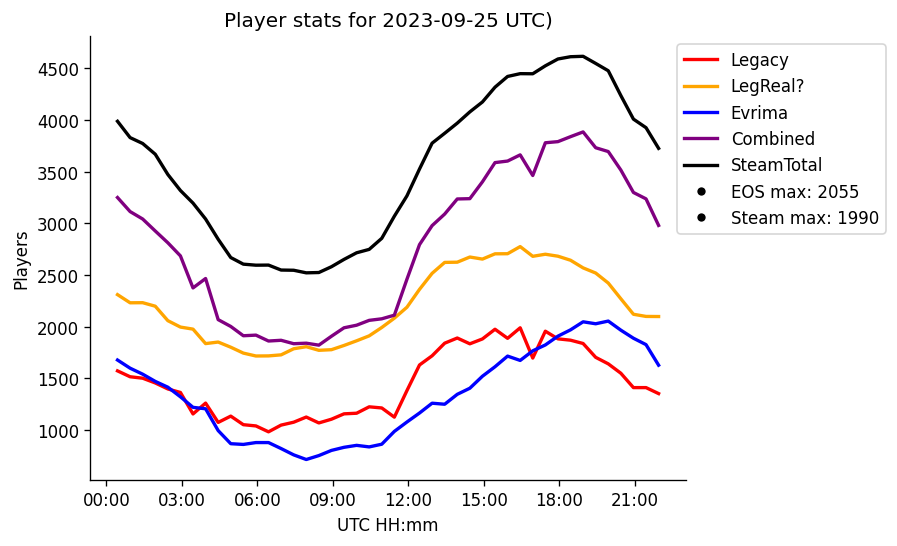 Player stats for 2023-09-25 UTC)
Players
4500
4000
3500
3000
2500
2000
1500
1000
00:00 03:00 06:00 09:00 12:00 15:00 18:00 21:00
UTC HH:mm
Legacy
LegReal?
Evrima
Combined
SteamTotal
EOS max: 2055
Steam max: 1990